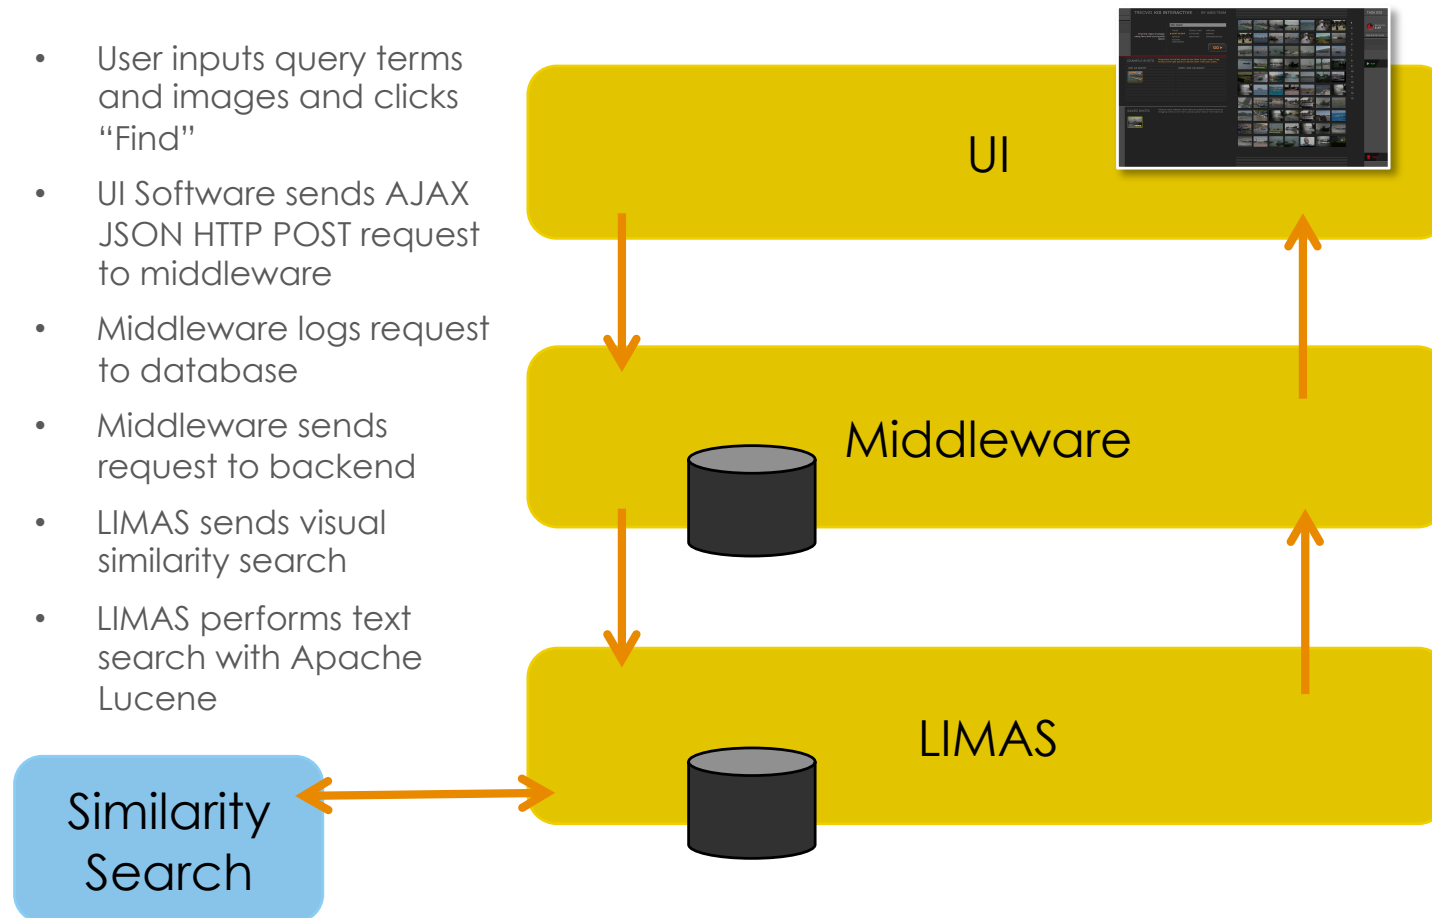 • User inputs query terms
and images and clicks
“Find”
• UI Software sends AJAX
JSON HTTP POST request
to middleware
• Middleware logs request
to database
• Middleware sends
request to backend
• LIMAS sends visual
similarity search
• LIMAS performs text
search with Apache
Lucene
UI
Middleware
LIMAS
Similarity
Search